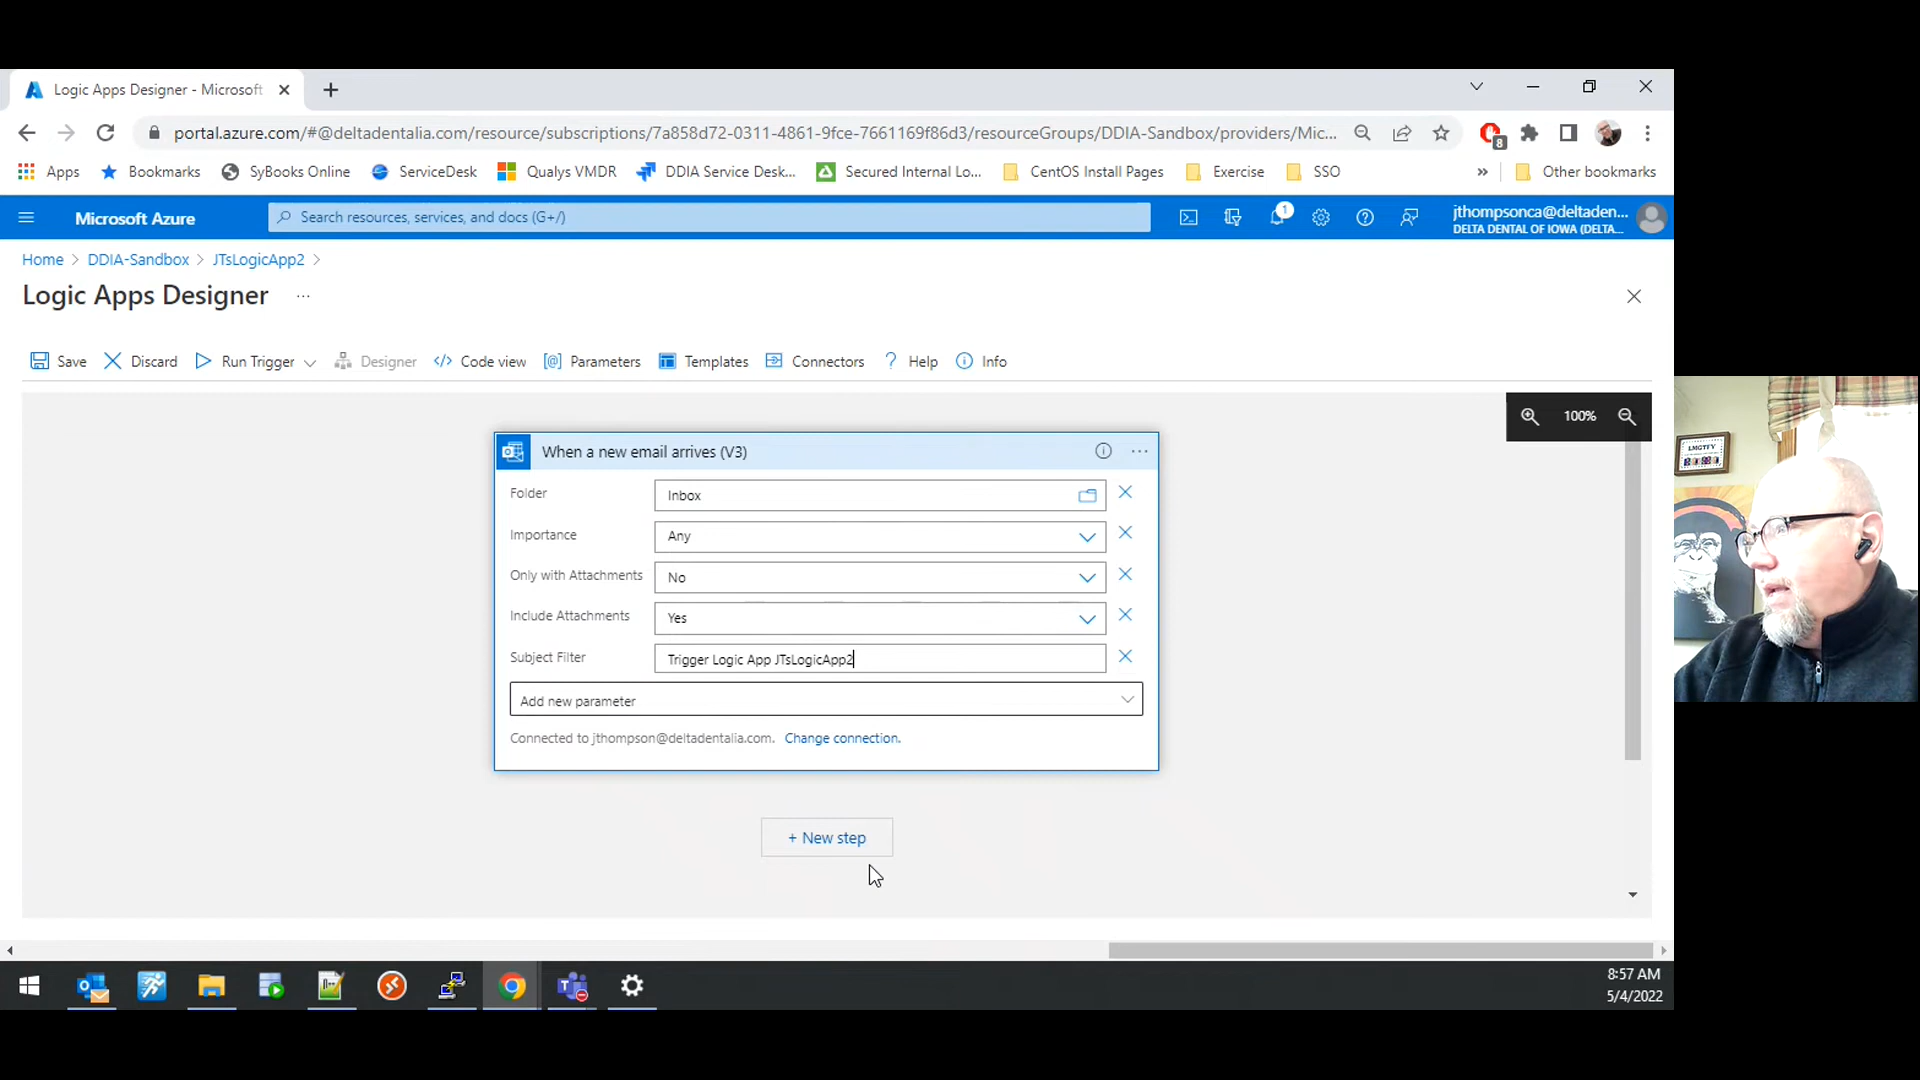 Logic Apps Designer - Microsoft
portal.azure.com/#@deltadentalia.com/resource/subscriptions/7a858d72-0311-4861-9fce-7661169f86d3/resourceGroups/DDIA-Sandbox/providers/Mic...
8
Apps Bookmarks SyBooks Online ServiceDesk Qualys VMDR DDIA Service Desk... Secured Internal Lo... CentOS Install Pages Exercise SSO » Other bookmarks
Microsoft Azure
Search resources, services, and docs (G+/)
1
jthompsonca@deltaden...
DELTA DENTAL OF IOWA (DELTA...
Home > DDIA-Sandbox > JTsLogicApp2 >
Logic Apps Designer ...
Save Discard Run Trigger Designer Code view Parameters Templates Connectors Help Info
100%
When a new email arrives (V3)
Folder Inbox
Importance Any
Only with Attachments No
Include Attachments Yes
Subject Filter Trigger Logic App JTsLogicApp2
Add new parameter
Connected to jthompson@deltadentalia.com. Change connection.
+ New step
LMGTFY
8:57 AM
5/4/2022